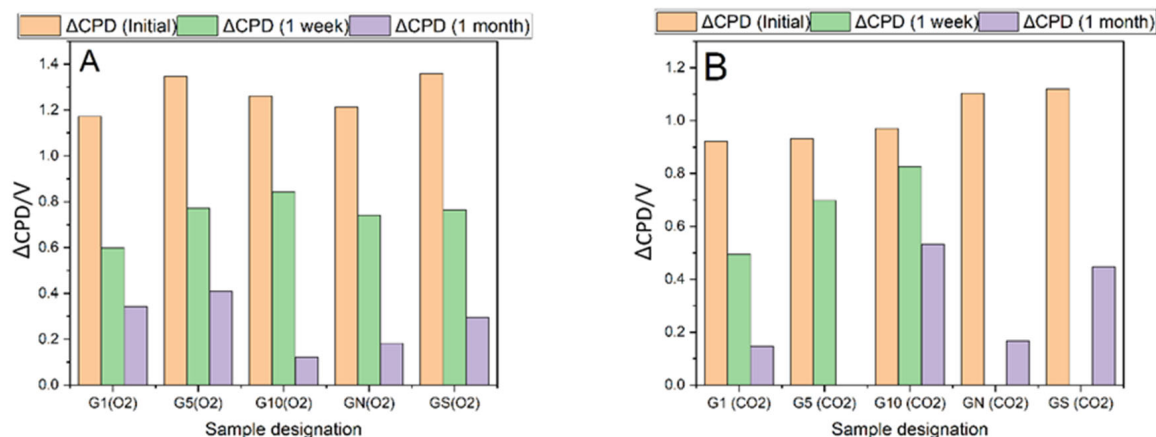 ΔCPD (Initial) ΔCPD (1 week) ΔCPD (1 month)
A
1.4
1.2
1.0
0.8
0.6
0.4
0.2
0.0
ΔCPD/V
G1(O2) G5(O2) G10(O2) GN(O2) GS(O2)
Sample designation
ΔCPD (Initial) ΔCPD (1 week) ΔCPD (1 month)
B
1.2
1.0
0.8
0.6
0.4
0.2
0.0
ΔCPD/V
G1 (CO2) G5 (CO2) G10 (CO2) GN (CO2) GS (CO2)
Sample designation